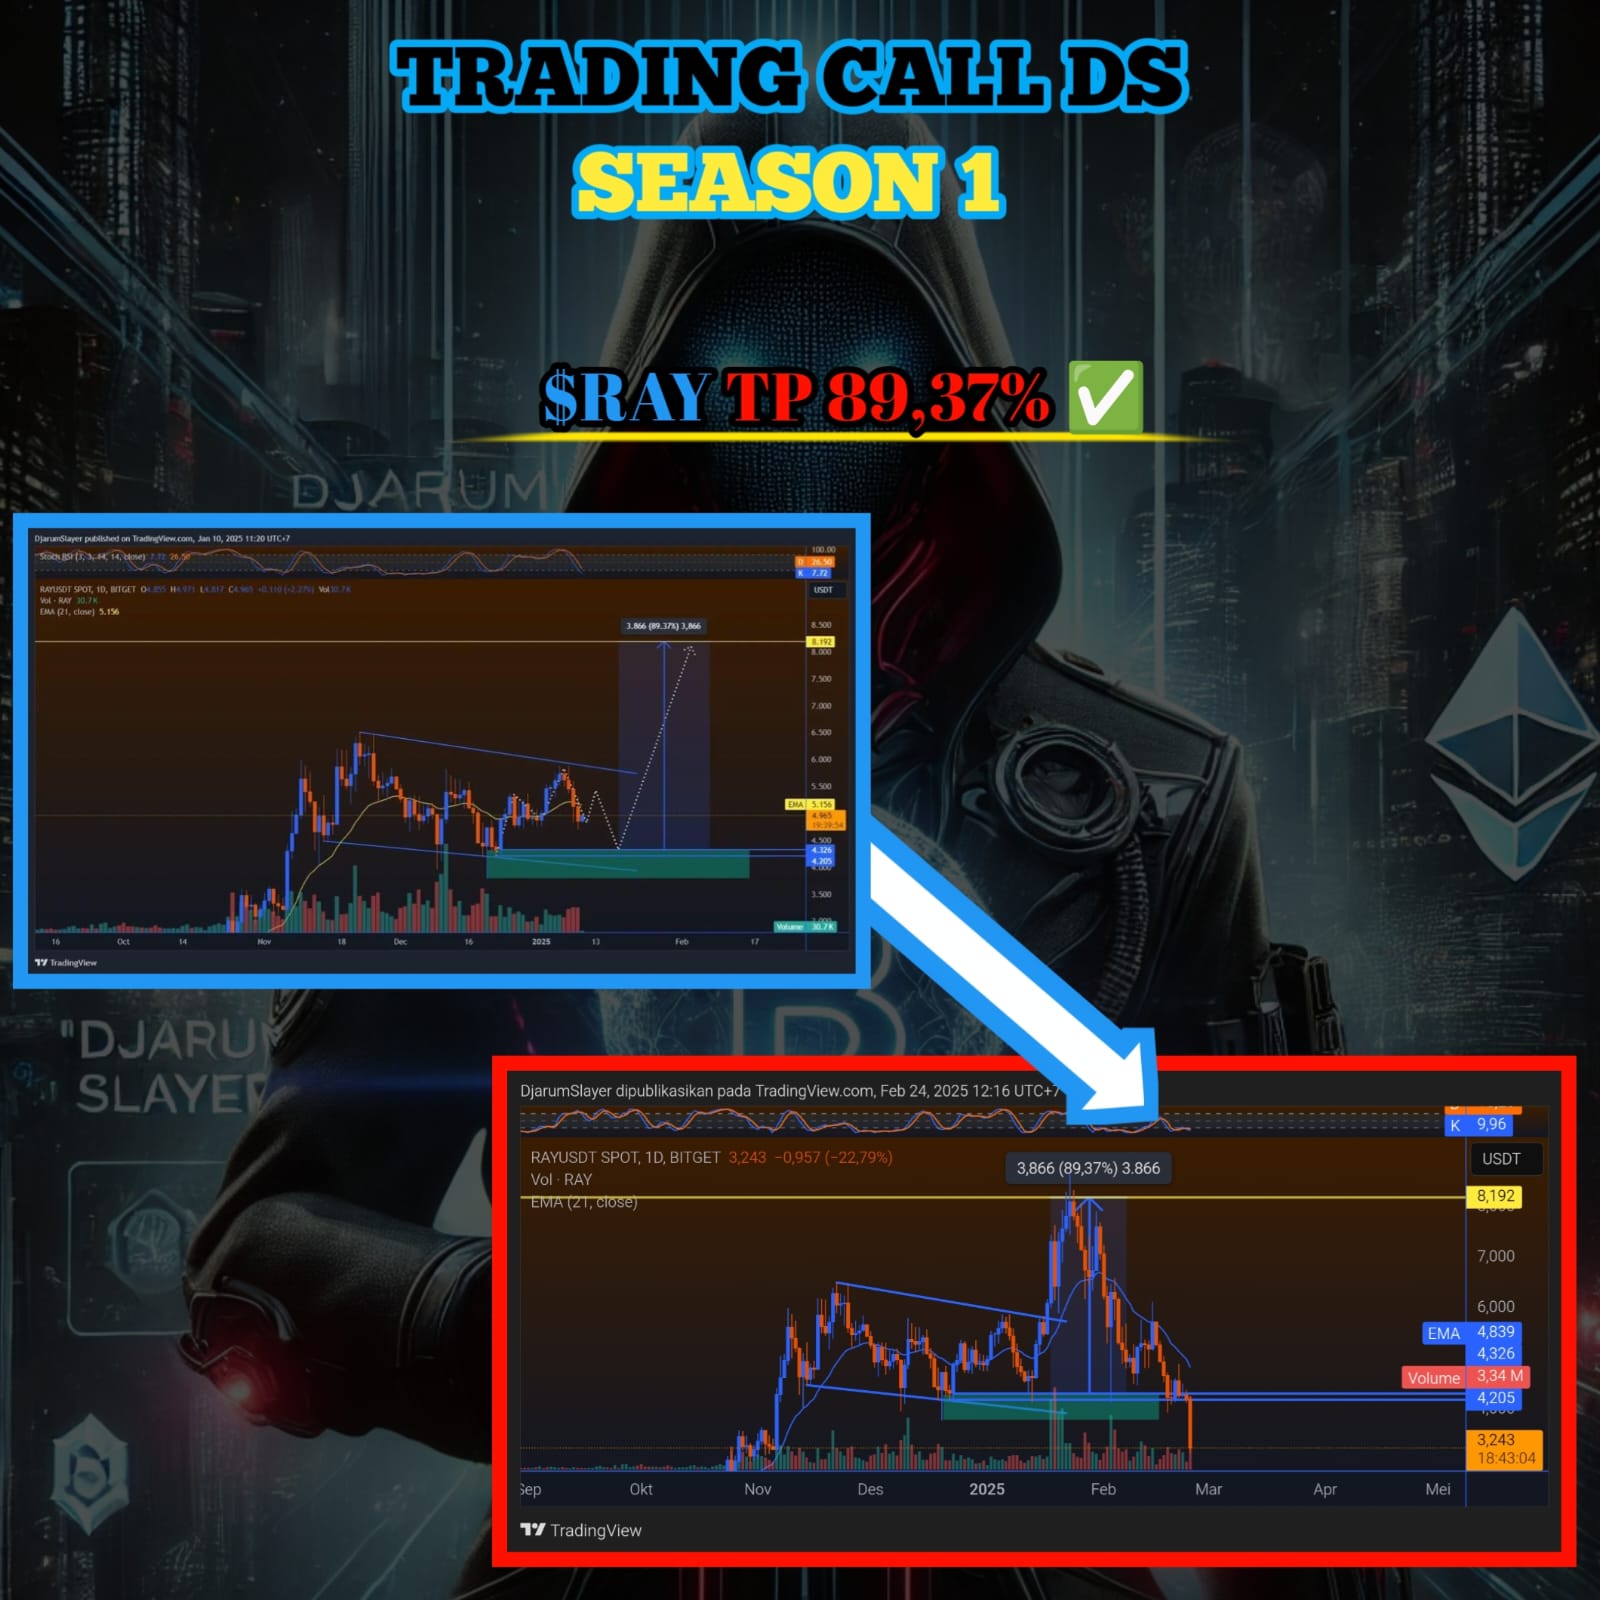 TRADING CALL DS
SEASON 1
$RAY TP 89,37% ✅
DJARUM
DjarumSlayer published on TradingView.com, Jan 10, 2025 11:20 UTC+7
Stoch RSI (3, 3, 14, 14, close) 7.72 26.50
100.00
D 26.50
K 7.72
RAYUSDT SPOT, 1D, BITGET O4.855 H4.971 L4.817 C4.965 +0.110 (+2.27%) Vol30.7K
USDT
Vol · RAY 30.7K
EMA (21, close) 5.156
3.866 (89.37%) 3,866
8.500
8.192
8.000
7.500
7.000
6.500
6.000
5.500
EMA 5.156
4.965
19:39:54
4.500
4.326
4.205
4.000
3.500
3.000
Volume 30.7K
16 Oct 14 Nov 18 Dec 16 2025 13 Feb 17
TradingView
"DJARUM
SLAYER
DjarumSlayer dipublikasikan pada TradingView.com, Feb 24, 2025 12:16 UTC+7
K 9,96
RAYUSDT SPOT, 1D, BITGET 3,243 −0,957 (−22,79%)
USDT
Vol · RAY
EMA (21, close)
3,866 (89,37%) 3.866
8,192
7,000
6,000
EMA 4,839
4,326
Volume 3,34 M
4,205
3,243
18:43:04
Sep Okt Nov Des 2025 Feb Mar Apr Mei
TradingView